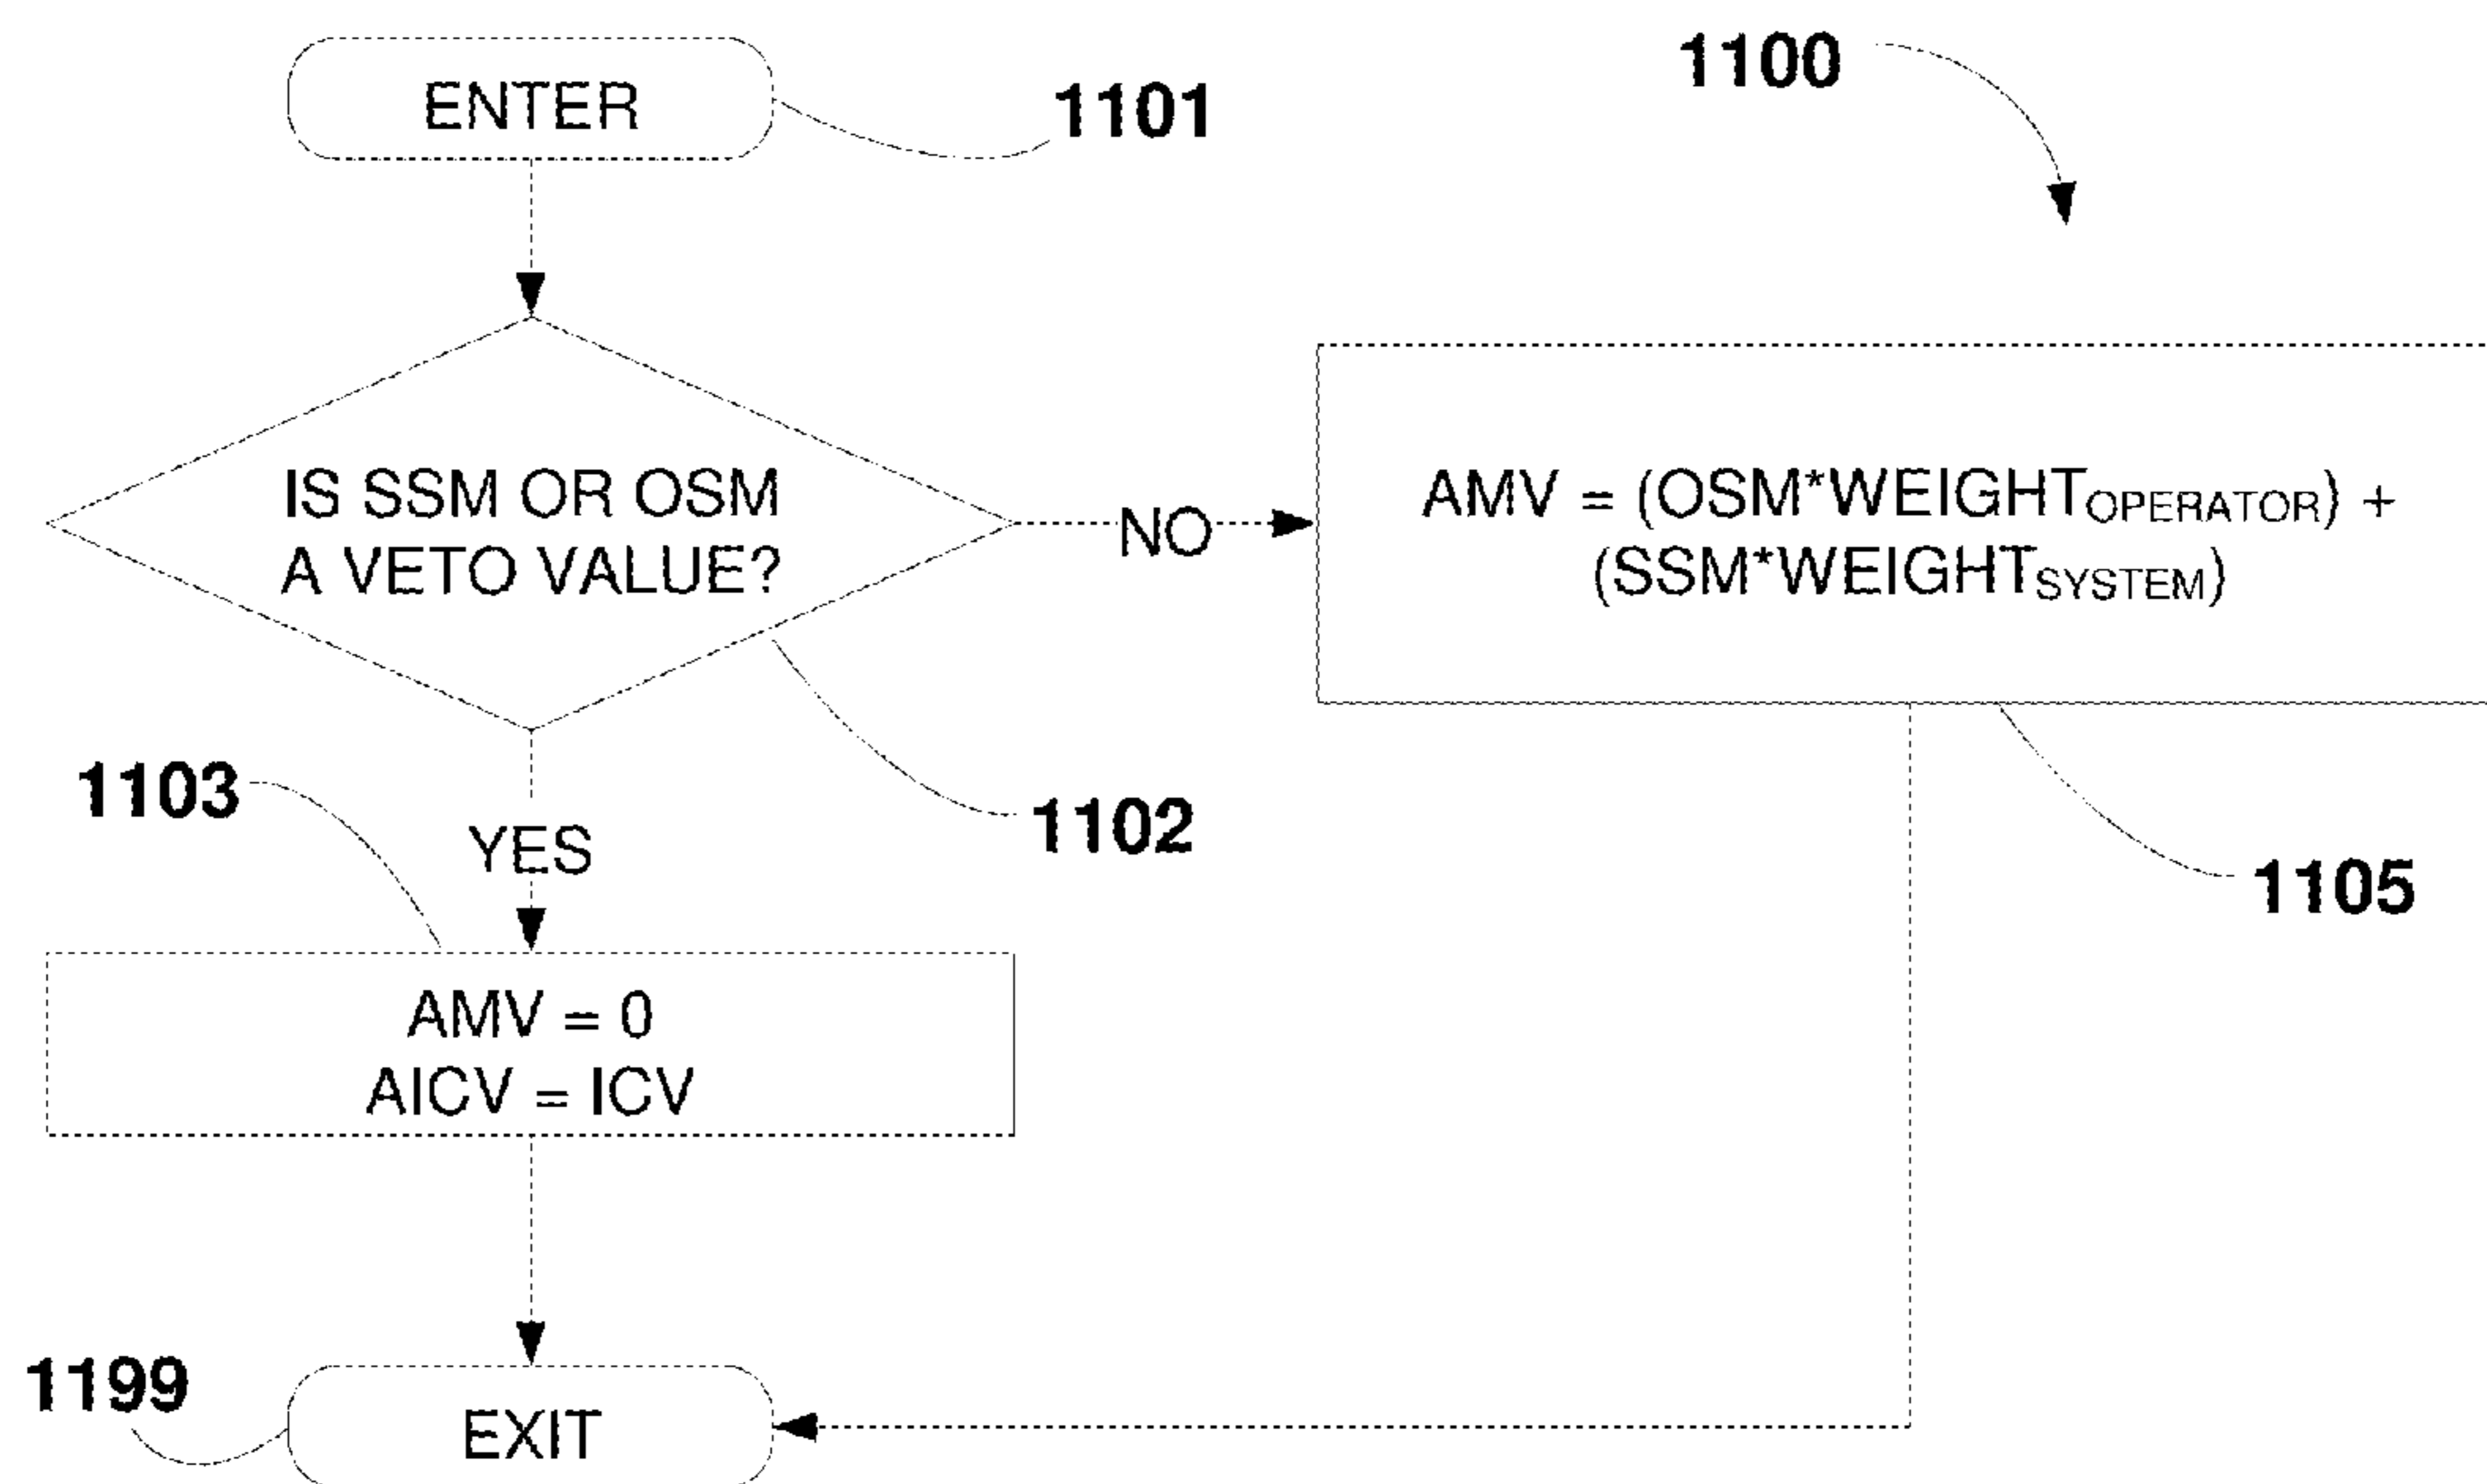 1100
ENTER
1101
IS SSM OR OSM
A VETO VALUE?
NO
AMV = (OSM*WEIGHTOPERATOR) +
(SSM*WEIGHTSYSTEM)
1103
YES
1102
1105
AMV = 0
AICV = ICV
1199
EXIT